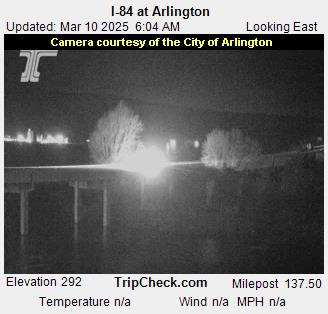 I-84 at Arlington
Updated: Mar 10 2025 6:04 AM Looking East
Camera courtesy of the City of Arlington
Elevation 292 TripCheck.com Milepost 137.50
Temperature n/a Wind n/a MPH n/a